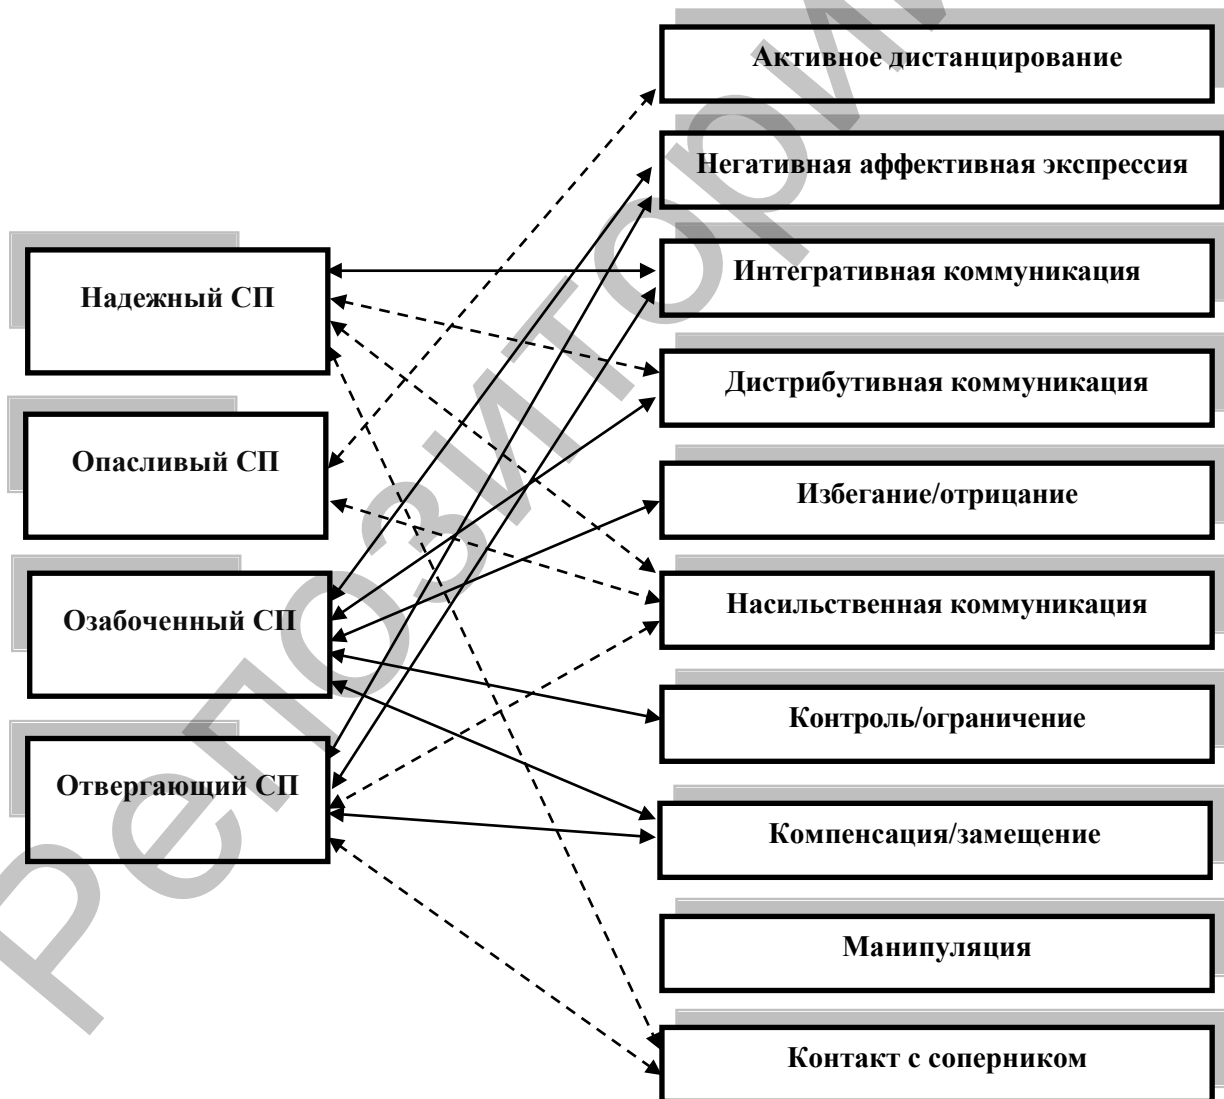 Активное дистанцирование
Негативная аффективная экспрессия
Интегративная коммуникация
Надежный СП
Дистрибутивная коммуникация
Опасливый СП
Избегание/отрицание
Насильственная коммуникация
Озабоченный СП
Контроль/ограничение
Отвергающий СП
Компенсация/замещение
Манипуляция
Контакт с соперником
Репозитори